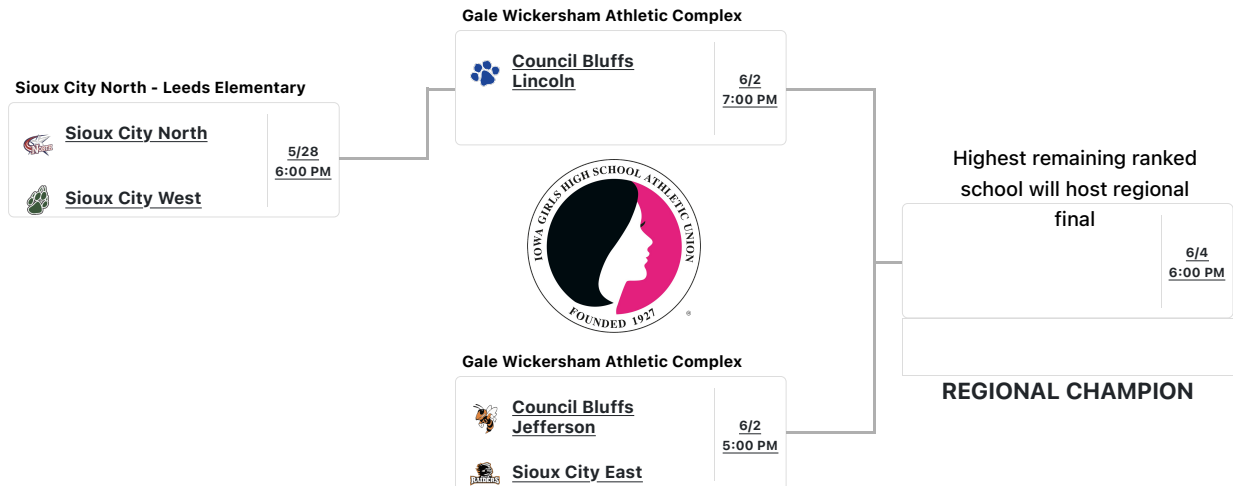 Gale Wickersham Athletic Complex
Council Bluffs
Lincoln
6/2
7:00 PM
Sioux City North - Leeds Elementary
Sioux City North
Sioux City West
5/28
6:00 PM
NORTH
IOWA GIRLS HIGH SCHOOL ATHLETIC UNION
FOUNDED 1927
®
Highest remaining ranked
school will host regional
final
6/4
6:00 PM
REGIONAL CHAMPION
Gale Wickersham Athletic Complex
Council Bluffs
Jefferson
Sioux City East
6/2
5:00 PM
RAIDERS